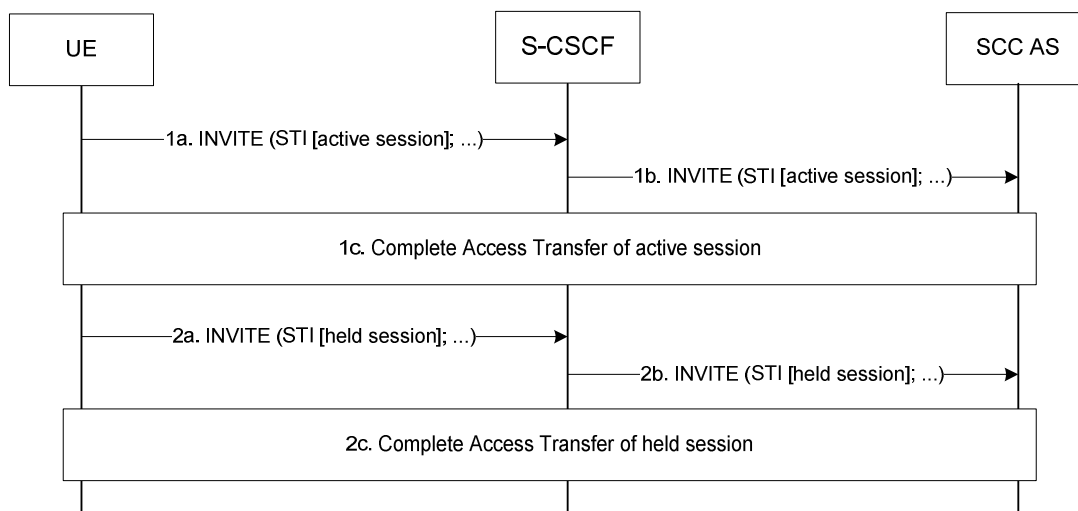 UE
S-CSCF
SCC AS
1a. INVITE (STI [active session]; ...)
1b. INVITE (STI [active session]; ...)
1c. Complete Access Transfer of active session
2a. INVITE (STI [held session]; ...)
2b. INVITE (STI [held session]; ...)
2c. Complete Access Transfer of held session